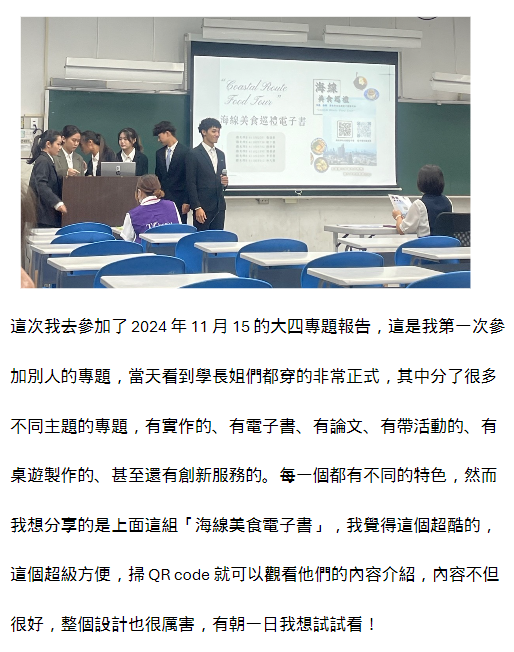 "Coastal Route
Food Tour"
海線美食巡禮電子書
海線
美食巡禮
這次我去參加了 2024 年 11 月 15 的大四專題報告，這是我第一次參
加別人的專題，當天看到學長姐們都穿的非常正式，其中分了很多
不同主題的專題，有實作的、有電子書、有論文、有帶活動的、有
桌遊製作的、甚至還有創新服務的。每一個都有不同的特色，然而
我想分享的是上面這組「海線美食電子書」，我覺得這個超酷的，
這個超級方便，掃 QR code 就可以觀看他們的內容介紹，內容不但
很好，整個設計也很厲害，有朝一日我想試試看！